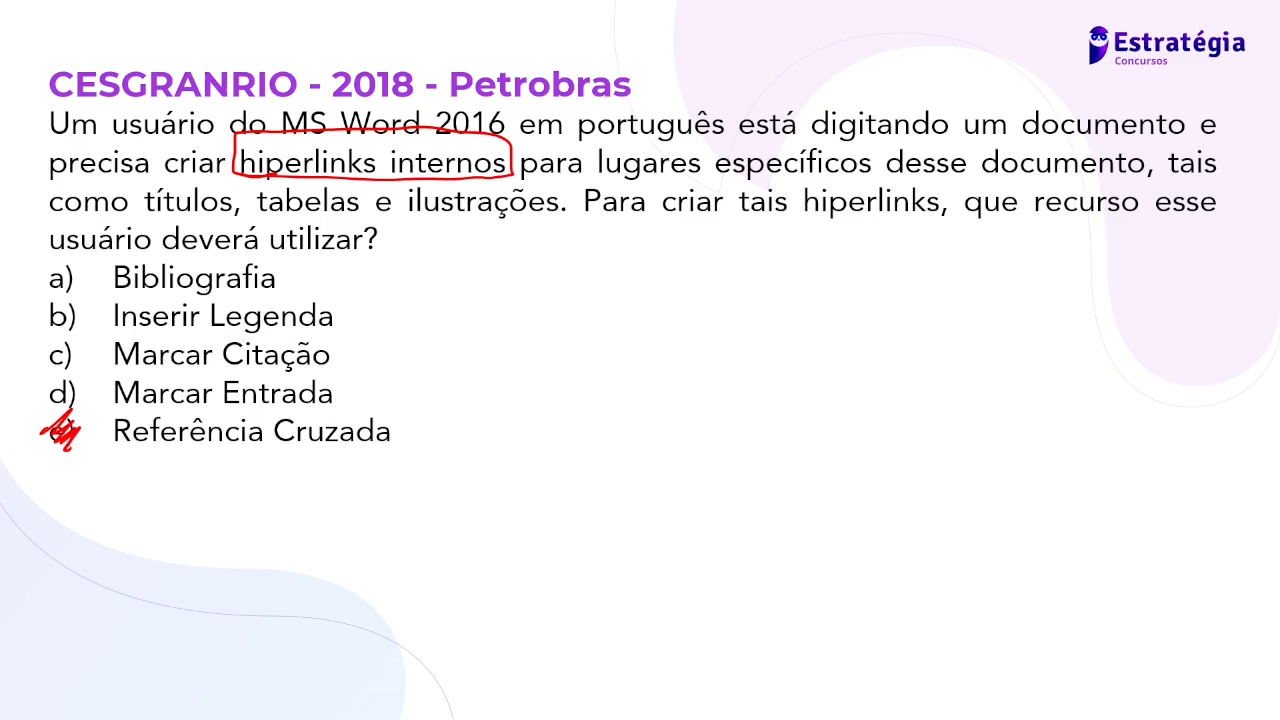 Estratégia
Concursos
CESGRANRIO - 2018 - Petrobras
Um usuário do MS Word 2016 em português está digitando um documento e
precisa criar hiperlinks internos para lugares específicos desse documento, tais
como títulos, tabelas e ilustrações. Para criar tais hiperlinks, que recurso esse
usuário deverá utilizar?
a) Bibliografia
b) Inserir Legenda
c) Marcar Citação
d) Marcar Entrada
Referência Cruzada